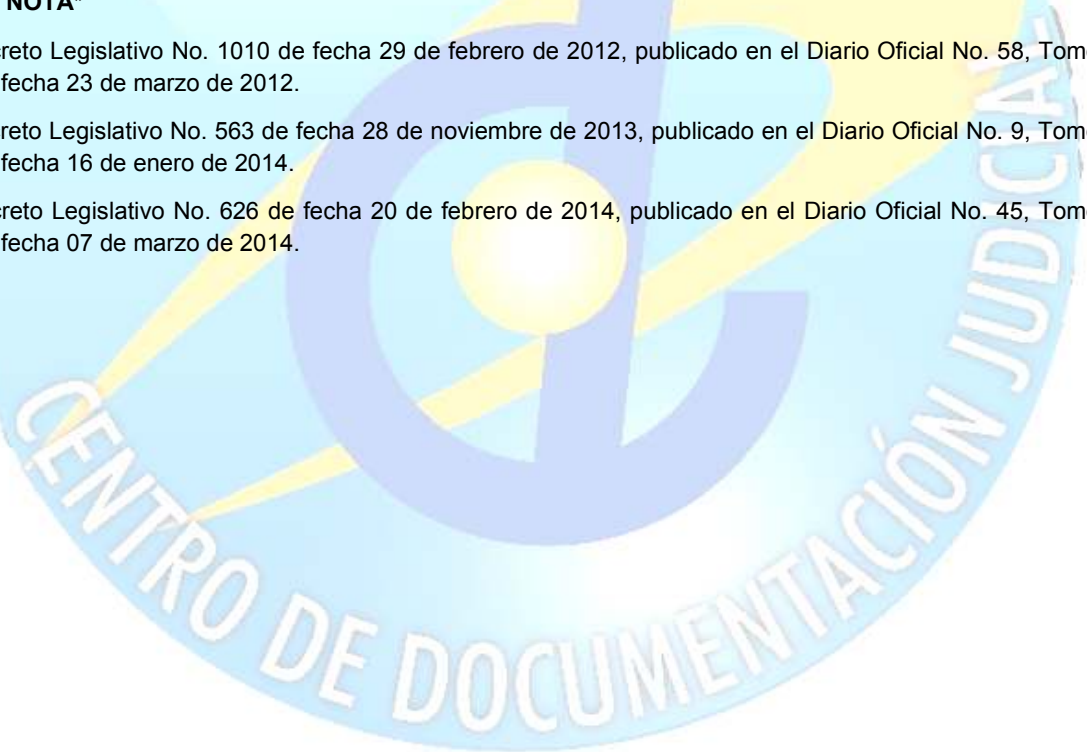 NOTA"
creto Legislativo No. 1010 de fecha 29 de febrero de 2012, publicado en el Diario Oficial No. 58, Tom
fecha 23 de marzo de 2012.
reto Legislativo No. 563 de fecha 28 de noviembre de 2013, publicado en el Diario Oficial No. 9, Tom
fecha 16 de enero de 2014.
creto Legislativo No. 626 de fecha 20 de febrero de 2014, publicado en el Diario Oficial No. 45, Tom
fecha 07 de marzo de 2014.
CENTRO DE DOCUMENTACIÓN JUDICIAL